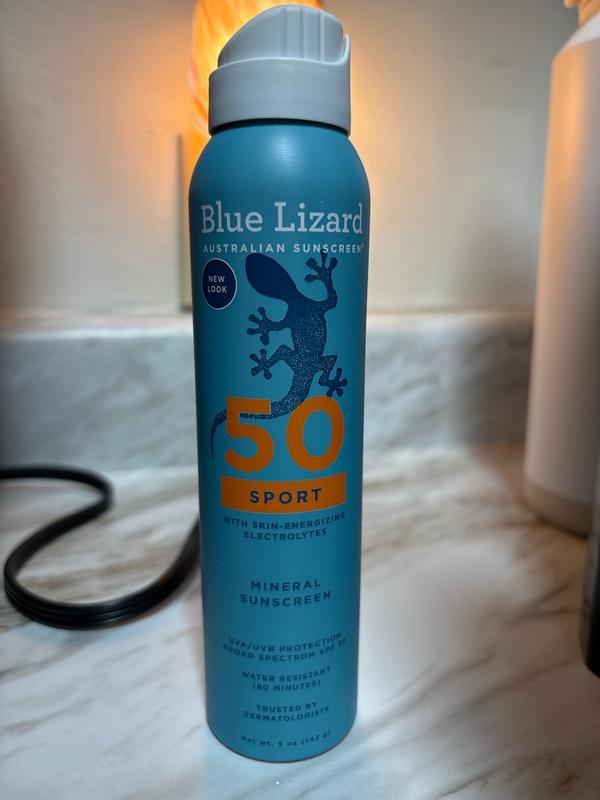 Blue Lizard
AUSTRALIAN SUNSCREEN®
NEW
LOOK
50
SPORT
WITH SKIN-ENERGIZING
ELECTROLYTES
MINERAL
SUNSCREEN
UVA/UVB PROTECTION
BROAD SPECTRUM SPF 50
WATER RESISTANT
(80 MINUTES)
TRUSTED BY
DERMATOLOGISTS
Net wt. 5 oz (142 g)